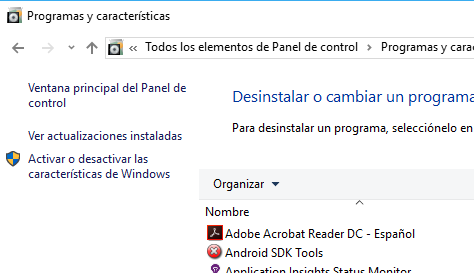 Programas y características
« Todos los elementos de Panel de control > Programas y
Ventana principal del Panel de
control
Desinstalar o cambiar un programa
Para desinstalar un programa, selecciónelo en
Ver actualizaciones instaladas
Activar o desactivar las
características de Windows
Organizar
Nombre
Adobe Acrobat Reader DC - Español
Android SDK Tools
Application Insights Status Monitor